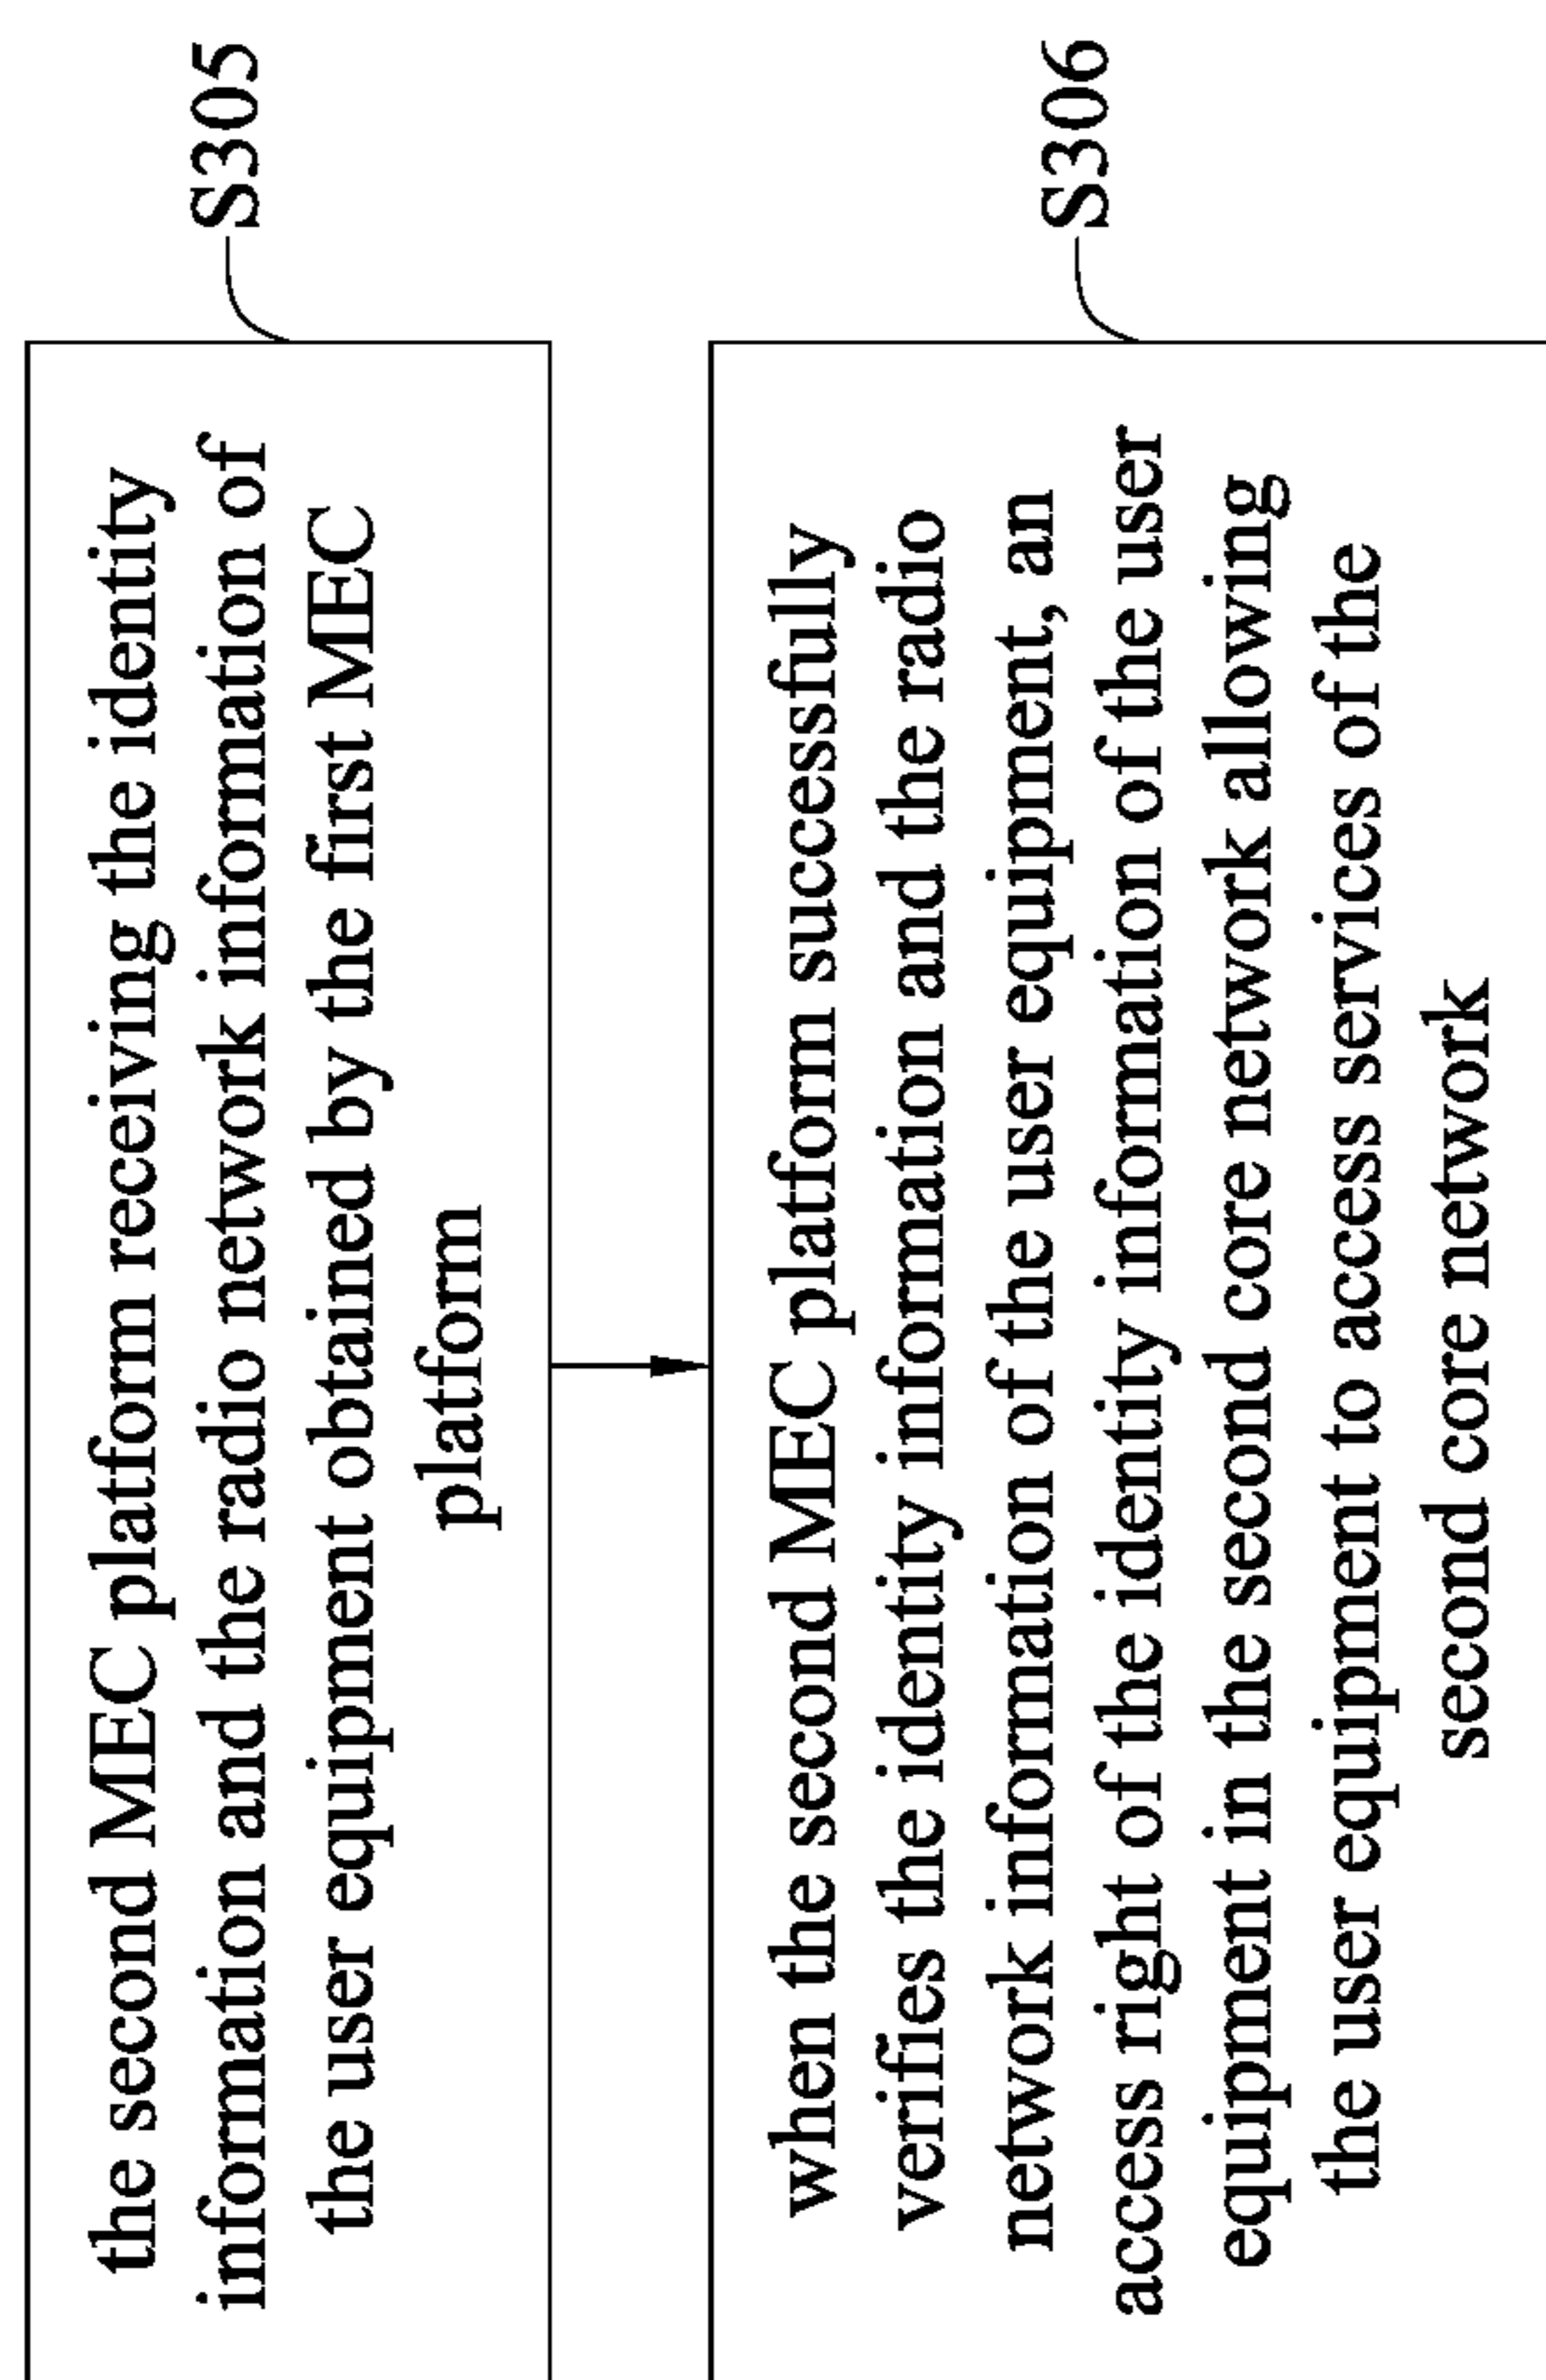 the second MEC platform receiving the identity
information and the radio network information of
the user equipment obtained by the first MEC
platform
S305
when the second MEC platform successfully
verifies the identity information and the radio
network information of the user equipment, an
access right of the identity information of the user
equipment in the second core network alllowing
the user equipment to access services of the
second core network
S306